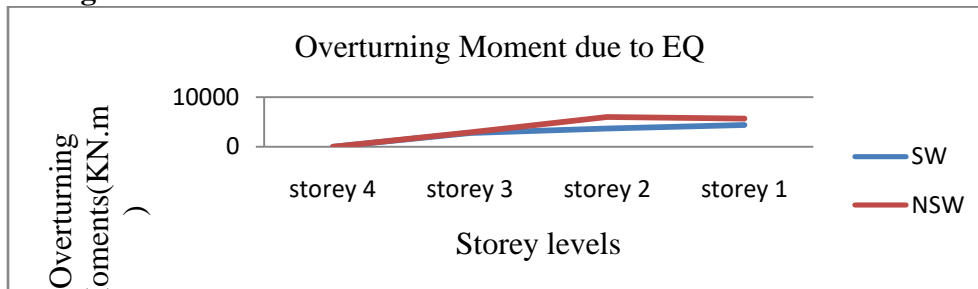 Overturning Moment due to EQ
10000
0
storey 4 storey 3 storey 2 storey 1
Storey levels
Overturning
(KN.m
)
SW
NSW